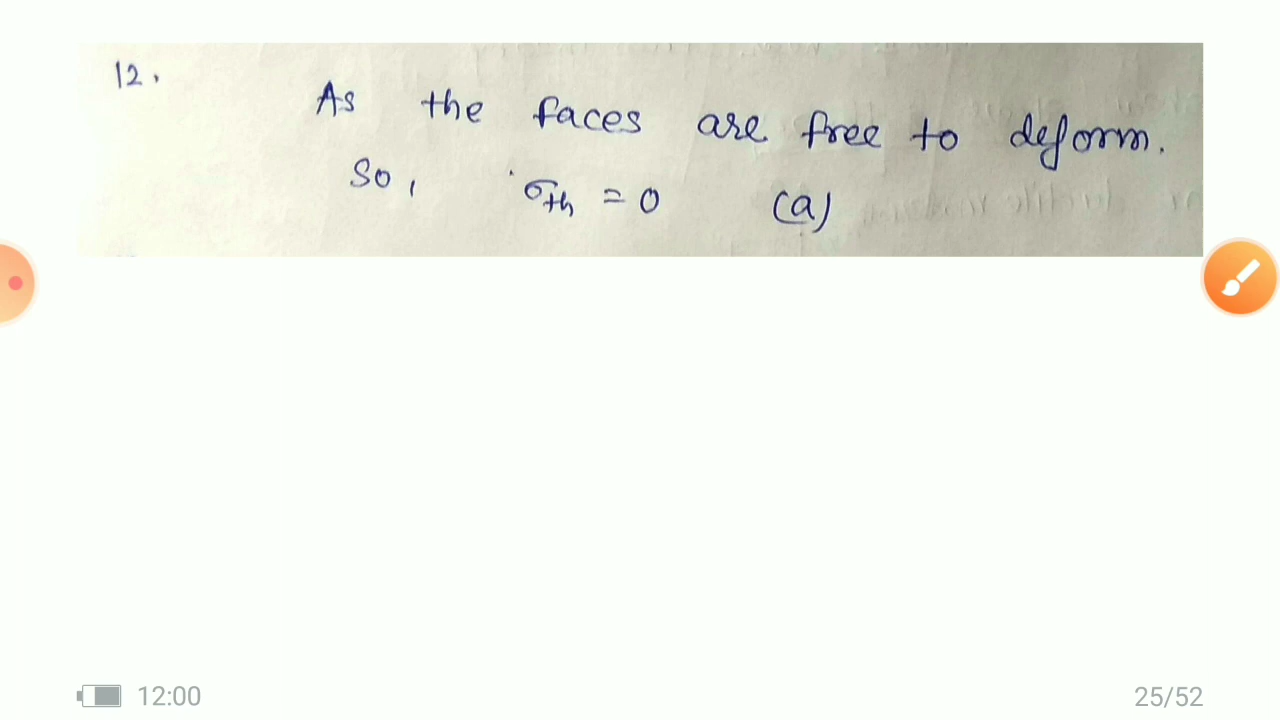 12.
As the faces are free to deform.
So, σth = 0 (a)
12:00
25/52